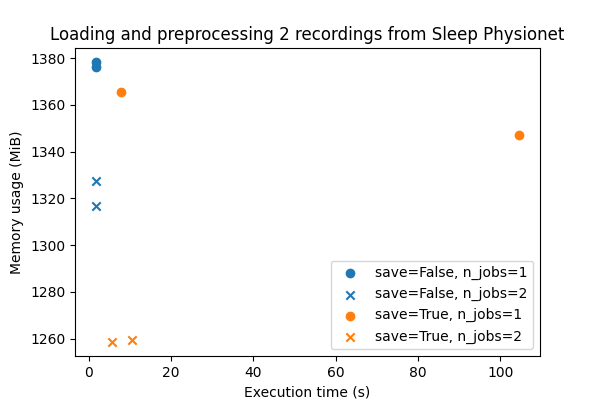 Loading and preprocessing 2 recordings from Sleep Physionet
1380
1360
1340
1320
1300
1280
1260
Memory usage (MiB)
save=False, n_jobs=1
save=False, n_jobs=2
save=True, n_jobs=1
save=True, n_jobs=2
0 20 40 60 80 100
Execution time (s)